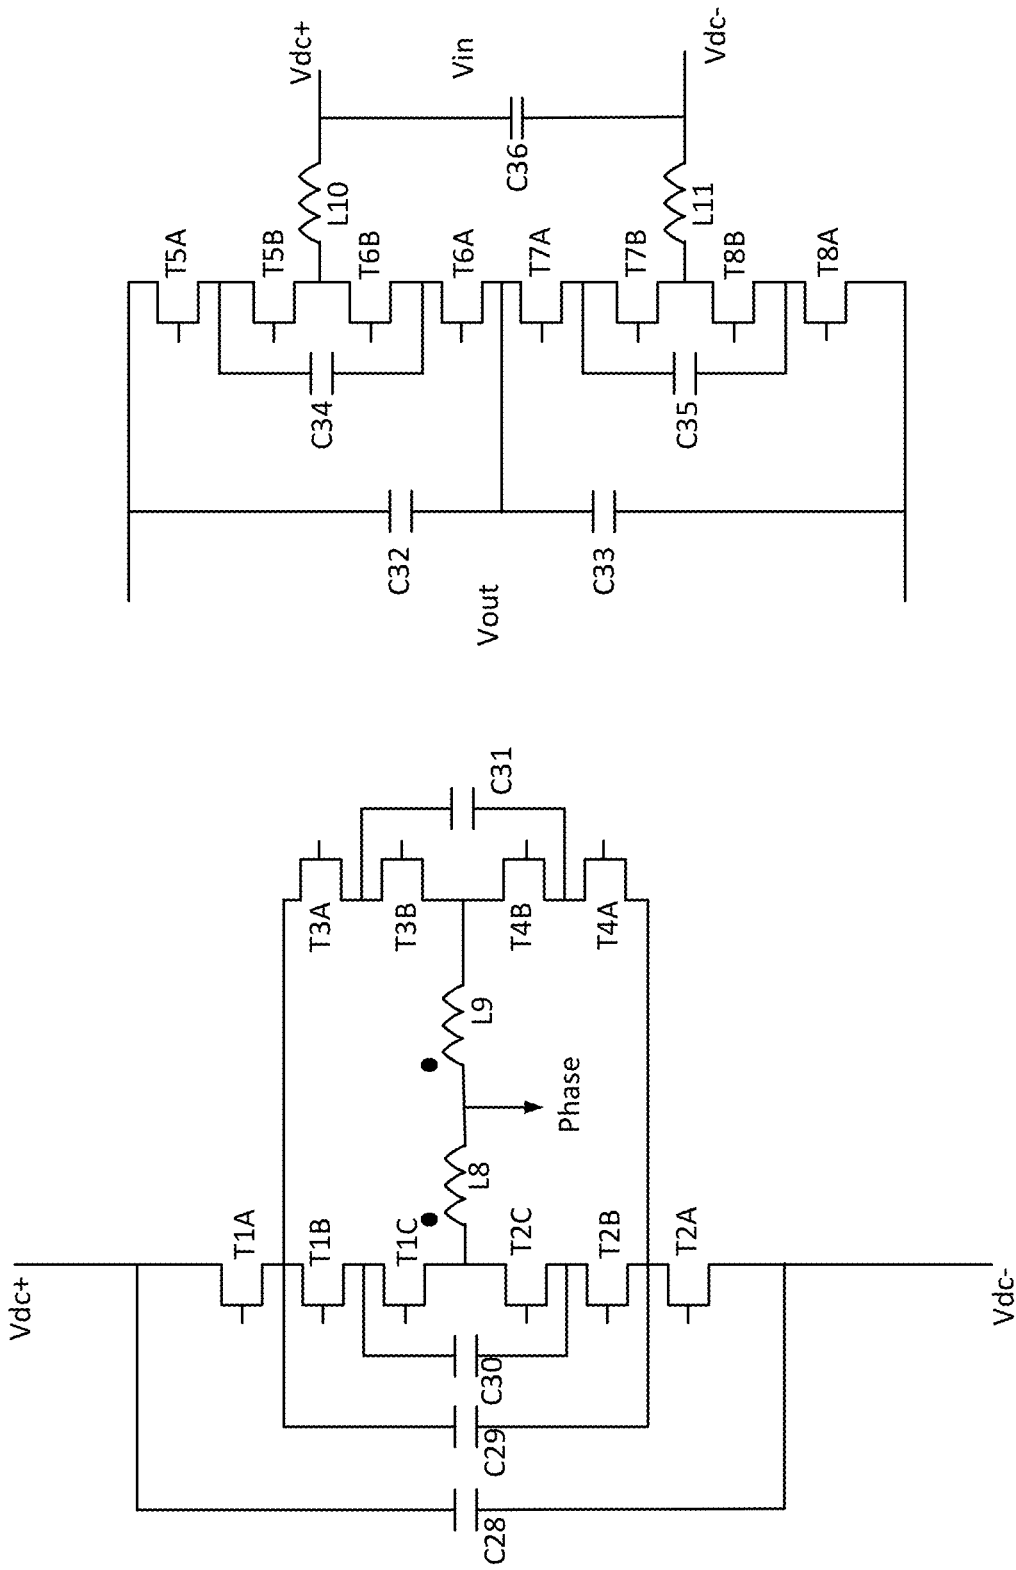 Vdc+
Vin
Vdc-
C36
L10
L11
T5A
T5B
T6B
T6A
T7A
T7B
T8B
T8A
C34
C35
C32
C33
Vout
C31
T3A
T3B
T4B
T4A
L9
Phase
L8
T1A
T1B
T1C
T2C
T2B
T2A
Vdc+
Vdc-
C30
C29
C28